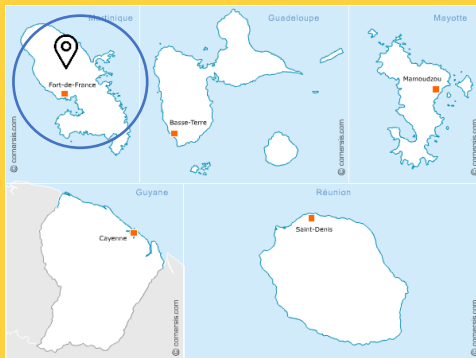 Martinique
Fort-de-France
© comersis.com
Guadeloupe
Basse-Terre
© comersis.com
Mayotte
Mamoudzou
© comersis.com
Guyane
Cayenne
© comersis.com
Réunion
Saint-Denis
© comersis.com